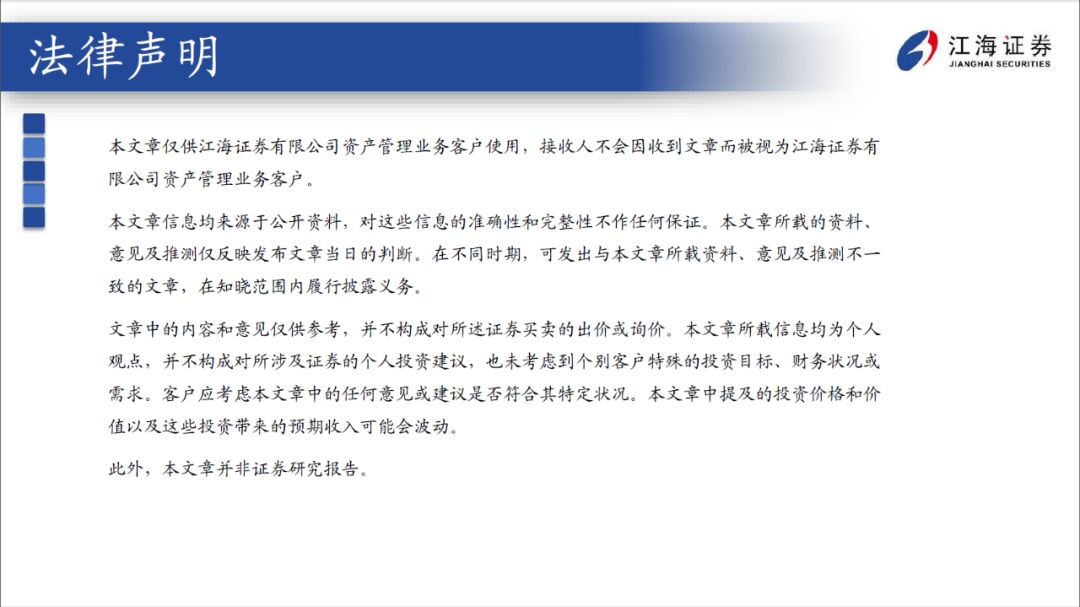 法律声明
江海证券
JIANGHAI SECURITIES
本文章仅供江海证券有限公司资产管理业务客户使用，接收人不会因收到文章而被视为江海证券有
限公司资产管理业务客户。
本文章信息均来源于公开资料，对这些信息的准确性和完整性不作任何保证。本文章所载的资料、
意见及推测仅反映发布文章当日的判断。在不同时期，可发出与本文章所载资料、意见及推测不一
致的文章，在知晓范围内履行披露义务。
文章中的内容和意见仅供参考，并不构成对所述证券买卖的出价或询价。本文章所载信息均为个人
观点，并不构成对所涉及证券的个人投资建议，也未考虑到个别客户特殊的投资目标、财务状况或
需求。客户应考虑本文章中的任何意见或建议是否符合其特定状况。本文章中提及的投资价格和价
值以及这些投资带来的预期收入可能会波动。
此外，本文章并非证券研究报告。